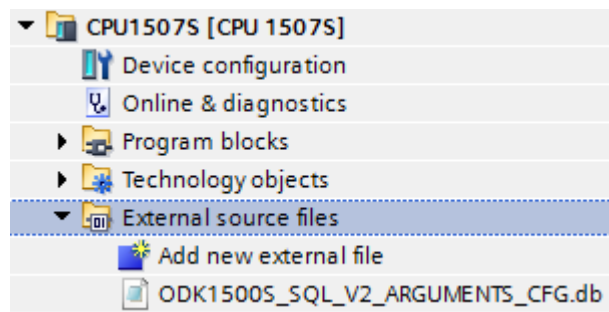 CPU1507S [CPU 1507S]
Device configuration
Online & diagnostics
Program blocks
Technology objects
External source files
Add new external file
ODK1500S_SQL_V2_ARGUMENTS_CFG.db